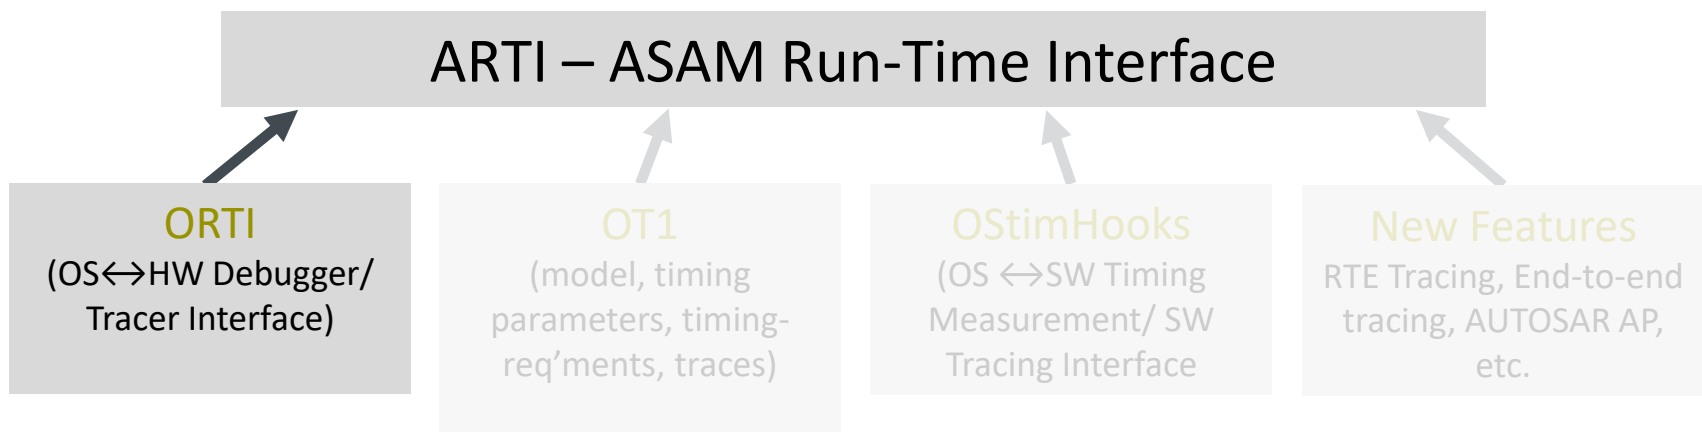 ARTI – ASAM Run-Time Interface
ORTI
(OS↔HW Debugger/
Tracer Interface)
OT1
(model, timing
parameters, timing-
req’ments, traces)
OStimHooks
(OS ↔SW Timing
Measurement/ SW
Tracing Interface
New Features
RTE Tracing, End-to-end
tracing, AUTOSAR AP,
etc.